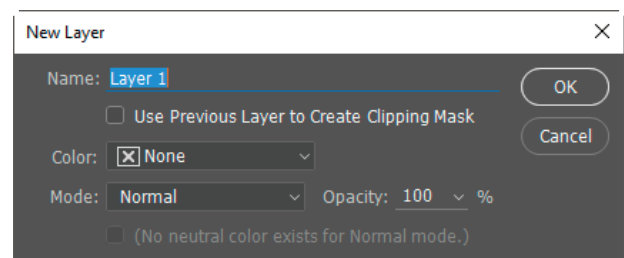 New Layer
Name: Layer 1
OK
Use Previous Layer to Create Clipping Mask
Cancel
Color: None
Mode: Normal Opacity: 100 %
(No neutral color exists for Normal mode.)